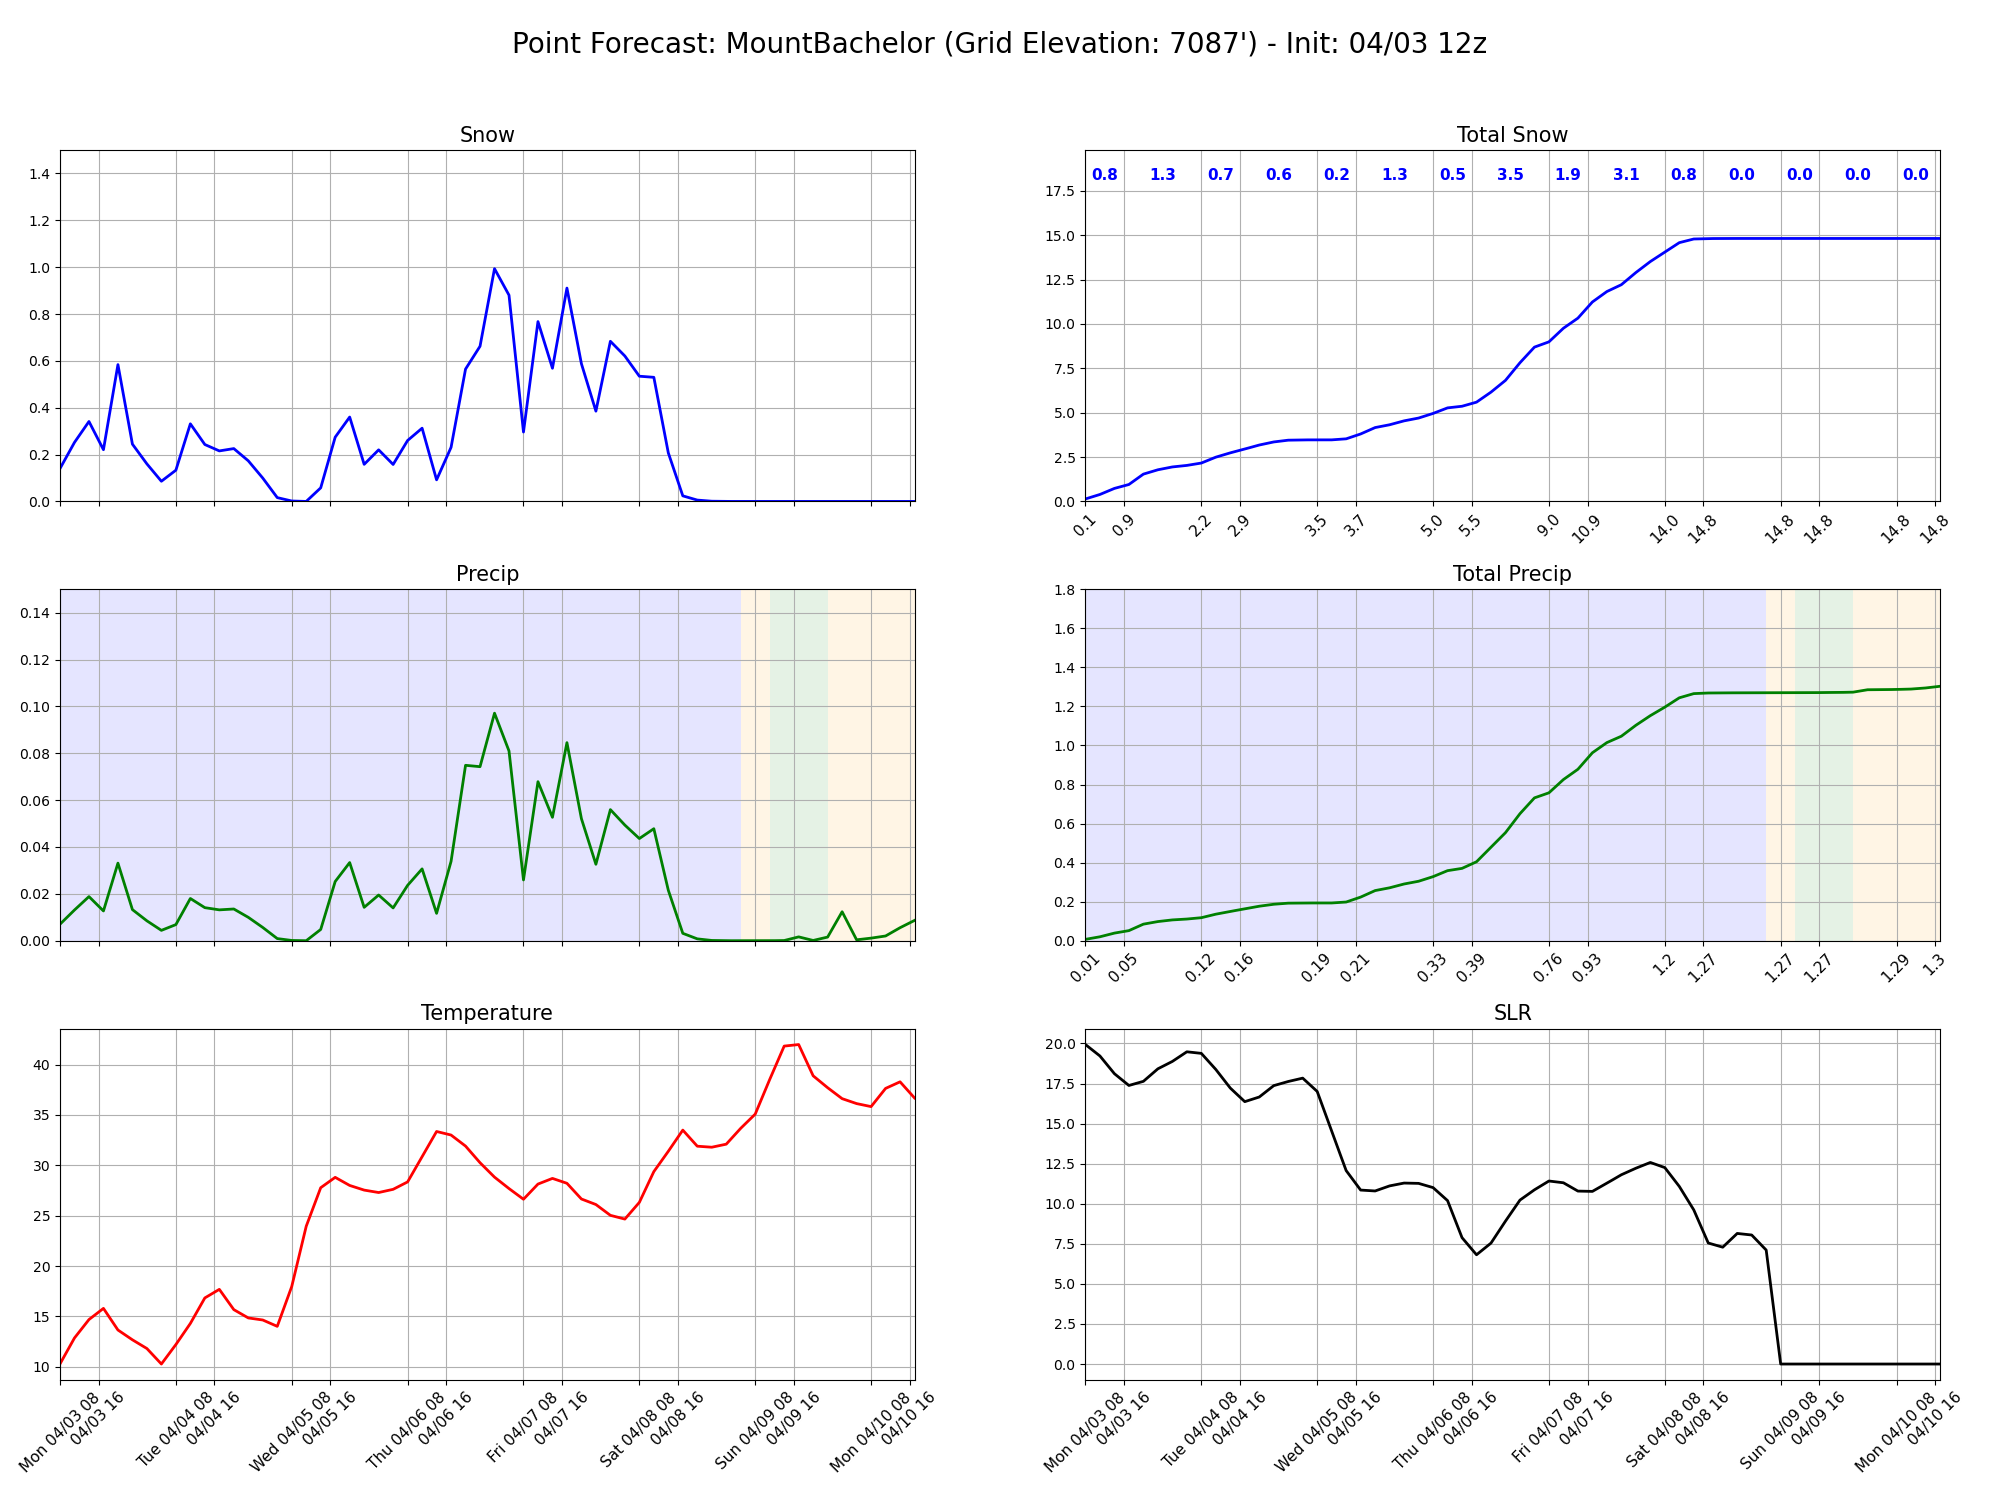 Point Forecast: MountBachelor (Grid Elevation: 7087') - Init: 04/03 12z
Snow
1.4
1.2
1.0
0.8
0.6
0.4
0.2
0.0
Total Snow
0.8 1.3 0.7 0.6 0.2 1.3 0.5 3.5 1.9 3.1 0.8 0.0 0.0 0.0 0.0
17.5
15.0
12.5
10.0
7.5
5.0
2.5
0.0
0.1 0.9 2.2 2.9 3.5 3.7 5.0 5.5 9.0 10.9 14.0 14.8 14.8 14.8 14.8 14.8
Precip
0.14
0.12
0.10
0.08
0.06
0.04
0.02
0.00
Total Precip
1.8
1.6
1.4
1.2
1.0
0.8
0.6
0.4
0.2
0.0
0.01 0.05 0.12 0.16 0.19 0.21 0.33 0.39 0.76 0.93 1.2 1.27 1.27 1.27 1.29 1.3
Temperature
40
35
30
25
20
15
10
Mon 04/03 08
04/03 16
Tue 04/04 08
04/04 16
Wed 04/05 08
04/05 16
Thu 04/06 08
04/06 16
Fri 04/07 08
04/07 16
Sat 04/08 08
04/08 16
Sun 04/09 08
04/09 16
Mon 04/10 08
04/10 16
SLR
20.0
17.5
15.0
12.5
10.0
7.5
5.0
2.5
0.0
Mon 04/03 08
04/03 16
Tue 04/04 08
04/04 16
Wed 04/05 08
04/05 16
Thu 04/06 08
04/06 16
Fri 04/07 08
04/07 16
Sat 04/08 08
04/08 16
Sun 04/09 08
04/09 16
Mon 04/10 08
04/10 16